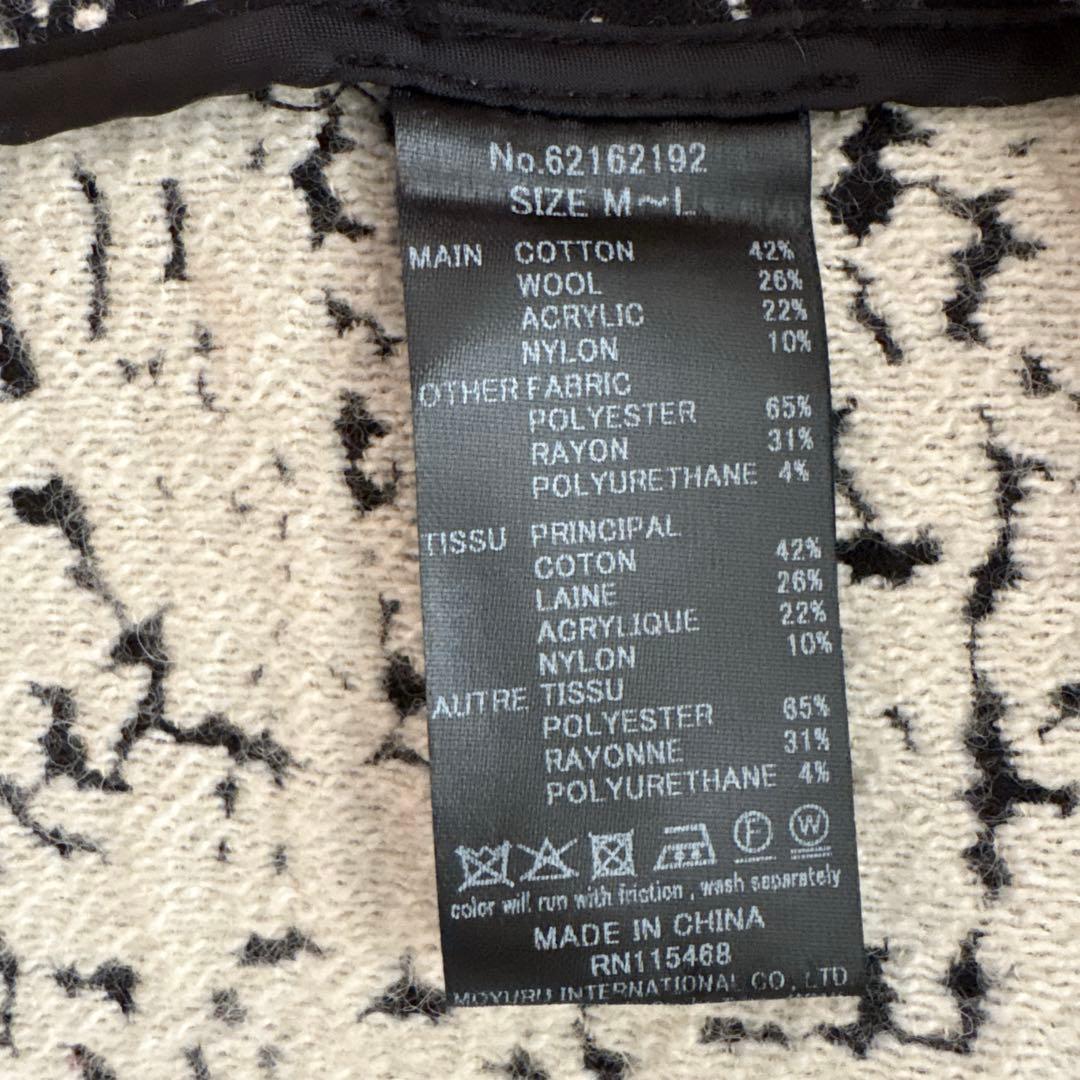 No.62162192
SIZE M~L
MAIN COTTON 42%
WOOL 26%
ACRYLIC 22%
NYLON 10%
OTHER FABRIC
POLYESTER 65%
RAYON 31%
POLYURETHANE 4%
TISSU PRINCIPAL
COTON 42%
LAINE 26%
ACRYLIQUE 22%
NYLON 10%
AUTRE TISSU
POLYESTER 65%
RAYONNE 31%
POLYURETHANE 4%
F W
color will run with friction , wash separately
MADE IN CHINA
RN115468
MOYURU INTERNATIONAL CO., LTD